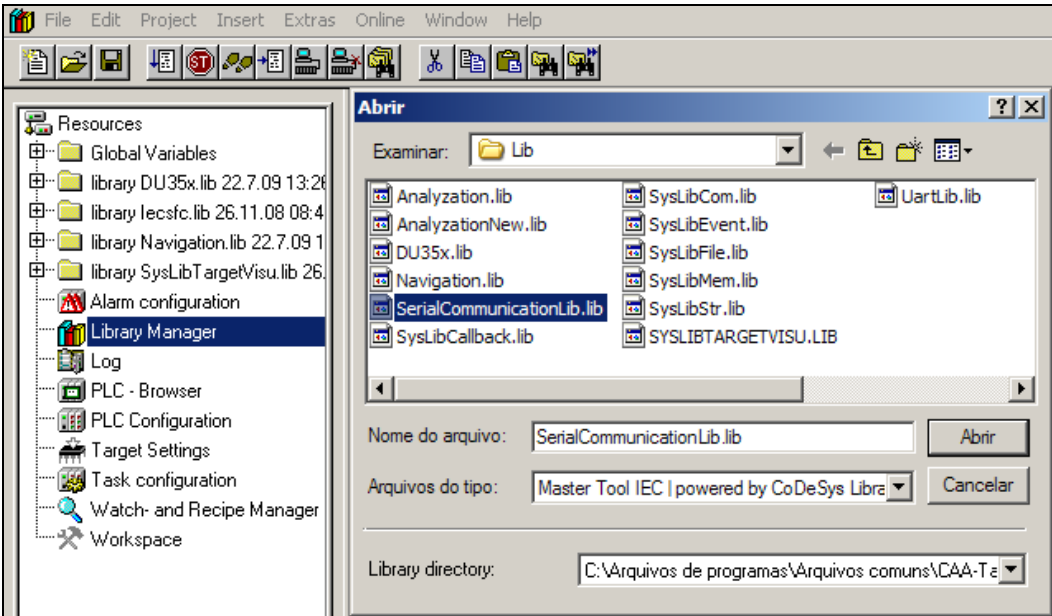 File Edit Project Insert Extras Online Window Help
ST
Resources
Global Variables
library DU35x.lib 22.7.09 13:26
library Iecsfc.lib 26.11.08 08:4
library Navigation.lib 22.7.09 1
library SysLibTargetVisu.lib 26.
Alarm configuration
Library Manager
Log
PLC - Browser
PLC Configuration
Target Settings
Task configuration
Watch- and Recipe Manager
Workspace
Abrir
Examinar: Lib
Analyzation.lib
AnalyzationNew.lib
DU35x.lib
Navigation.lib
SerialCommunicationLib.lib
SysLibCallback.lib
SysLibCom.lib
SysLibEvent.lib
SysLibFile.lib
SysLibMem.lib
SysLibStr.lib
SYSLIBTARGETVISU.LIB
UartLib.lib
Nome do arquivo: SerialCommunicationLib.lib Abrir
Arquivos do tipo: Master Tool IEC | powered by CoDeSys Libra Cancelar
Library directory: C:\Arquivos de programas\Arquivos comuns\CAA-Ta